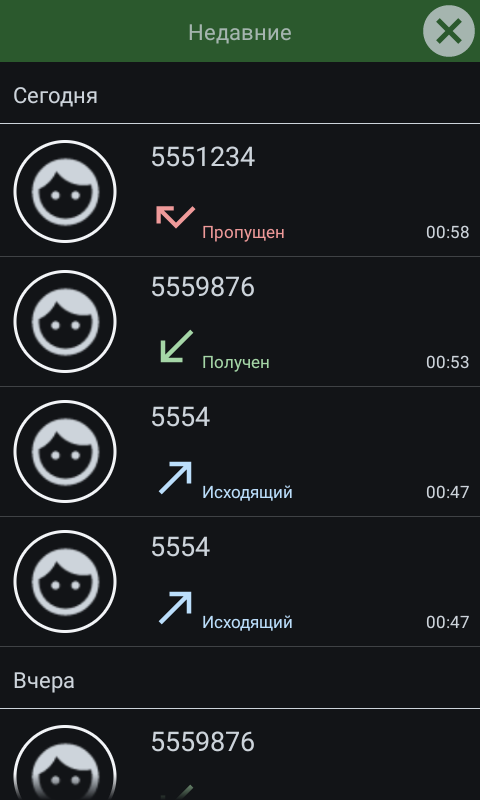 Недавние
Сегодня
5551234
Пропущен 00:58
5559876
Получен 00:53
5554
Исходящий 00:47
5554
Исходящий 00:47
Вчера
5559876